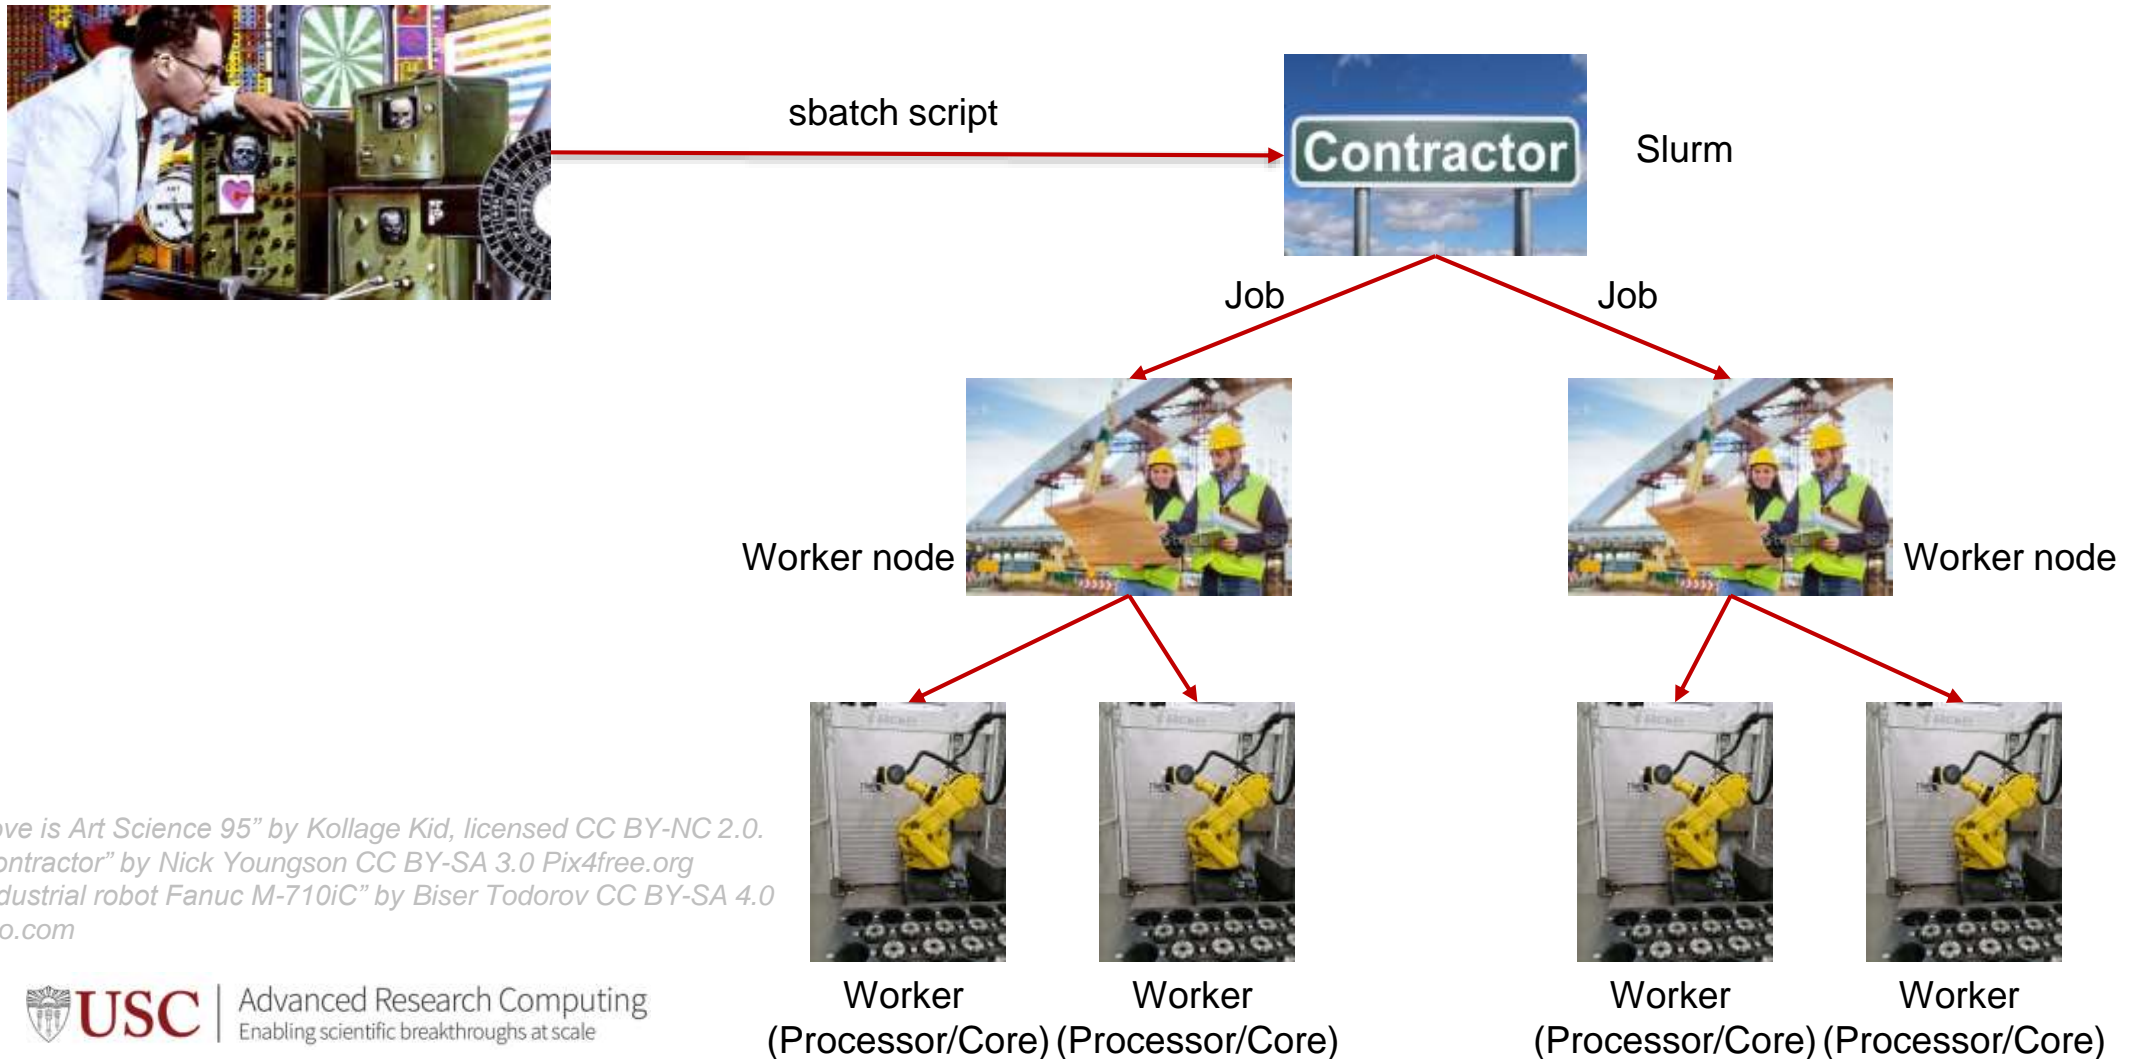 sbatch script
Contractor
Slurm
Job
Job
Worker node
Worker node
ove is Art Science 95” by Kollage Kid, licensed CC BY-NC 2.0.
ontractor” by Nick Youngson CC BY-SA 3.0 Pix4free.org
dustrial robot Fanuc M-710iC” by Biser Todorov CC BY-SA 4.0
o.com
USC
Advanced Research Computing
Enabling scientific breakthroughs at scale
Worker
(Processor/Core)
Worker
(Processor/Core)
Worker
(Processor/Core)
Worker
(Processor/Core)